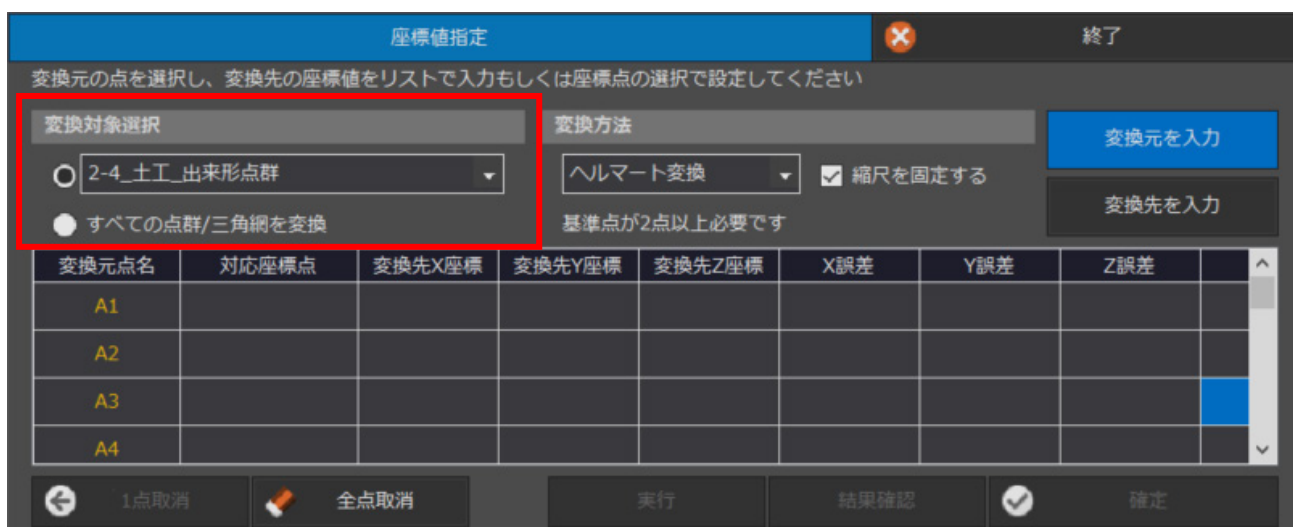 座標値指定 終了
変換元の点を選択し、変換先の座標値をリストで入力もしくは座標点の選択で設定してください
変換対象選択 変換方法 変換元を入力
2-4_土工_出来形点群 ヘルマート変換 縮尺を固定する
すべての点群/三角網を変換 基準点が2点以上必要です 変換先を入力
変換元点名 対応座標点 変換先X座標 変換先Y座標 変換先Z座標 X誤差 Y誤差 Z誤差
A1
A2
A3
A4
1点取消 全点取消 実行 結果確認 確定